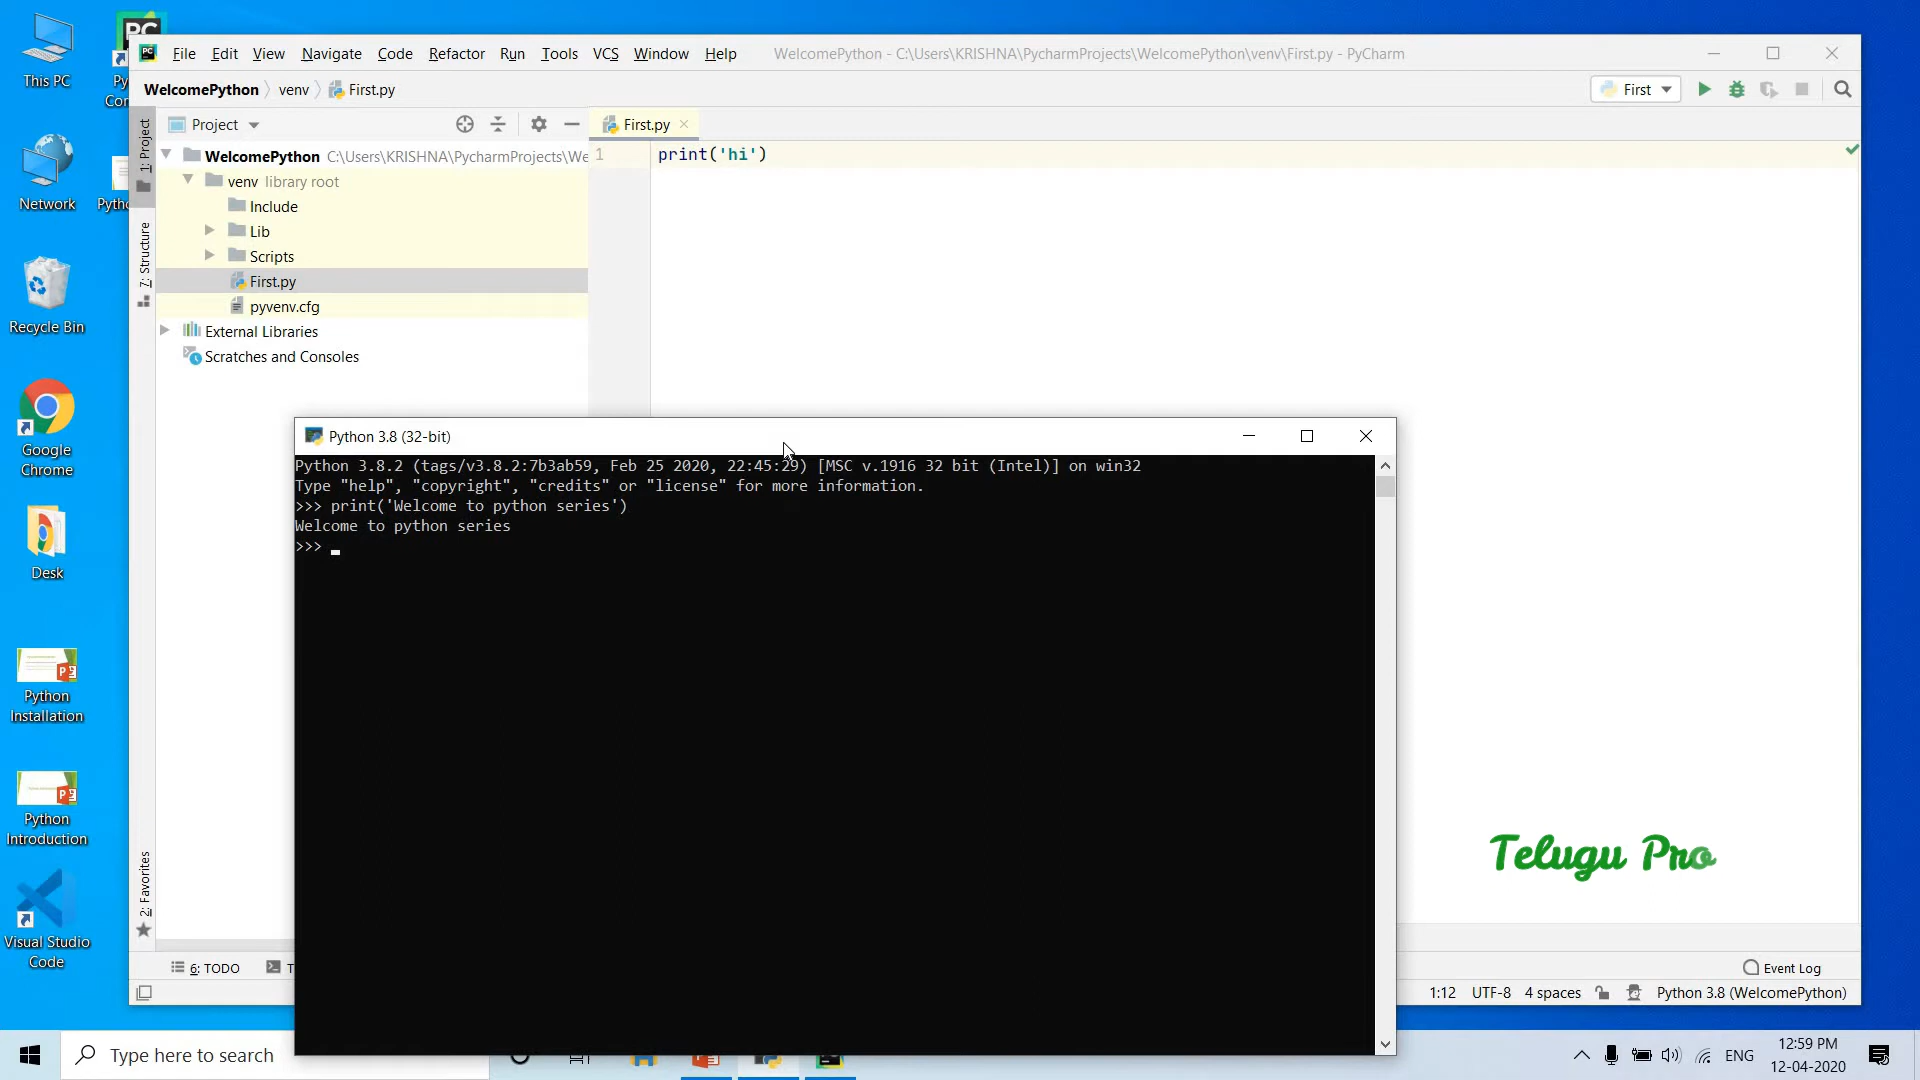 This PC
Network
Recycle Bin
Google
Chrome
Desk
Python
Installation
Python
Introduction
Visual Studio
Code
PC
File Edit View Navigate Code Refactor Run Tools VCS Window Help WelcomePython - C:\Users\KRISHNA\PycharmProjects\WelcomePython\venv\First.py - PyCharm
WelcomePython venv First.py First
1: Project
7: Structure
2: Favorites
Project
WelcomePython C:\Users\KRISHNA\PycharmProjects\We
venv library root
Include
Lib
Scripts
First.py
pyvenv.cfg
External Libraries
Scratches and Consoles
First.py
1 print('hi')
Python 3.8 (32-bit)
Python 3.8.2 (tags/v3.8.2:7b3ab59, Feb 25 2020, 22:45:29) [MSC v.1916 32 bit (Intel)] on win32
Type "help", "copyright", "credits" or "license" for more information.
>>> print('Welcome to python series')
Welcome to python series
>>>
Telugu Pro
6: TODO
Event Log
1:12 UTF-8 4 spaces Python 3.8 (WelcomePython)
Type here to search
ENG
12:59 PM
12-04-2020